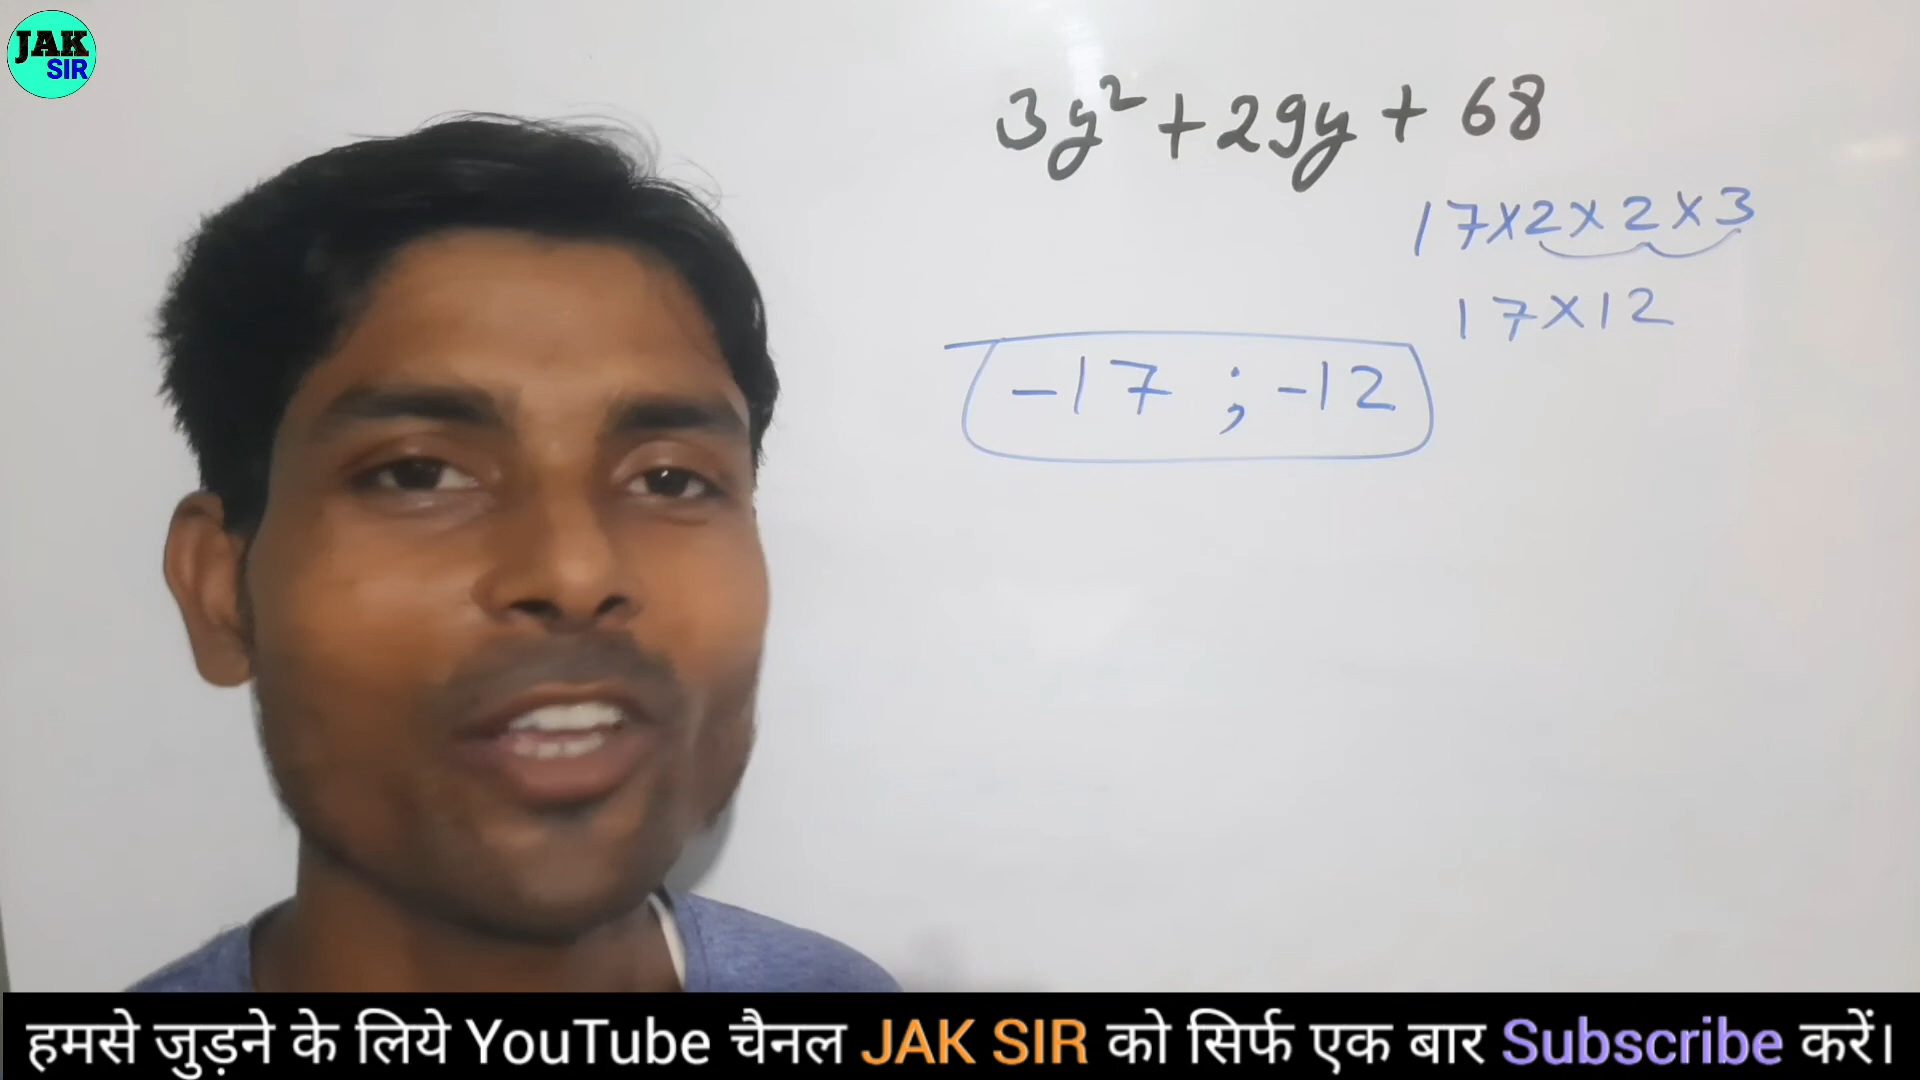 JAK
SIR
3y² + 29y + 68
17×2×2×3
17×12
-17 ; -12
हमसे जुड़ने के लिये YouTube चैनल JAK SIR को सिर्फ एक बार Subscribe करें।